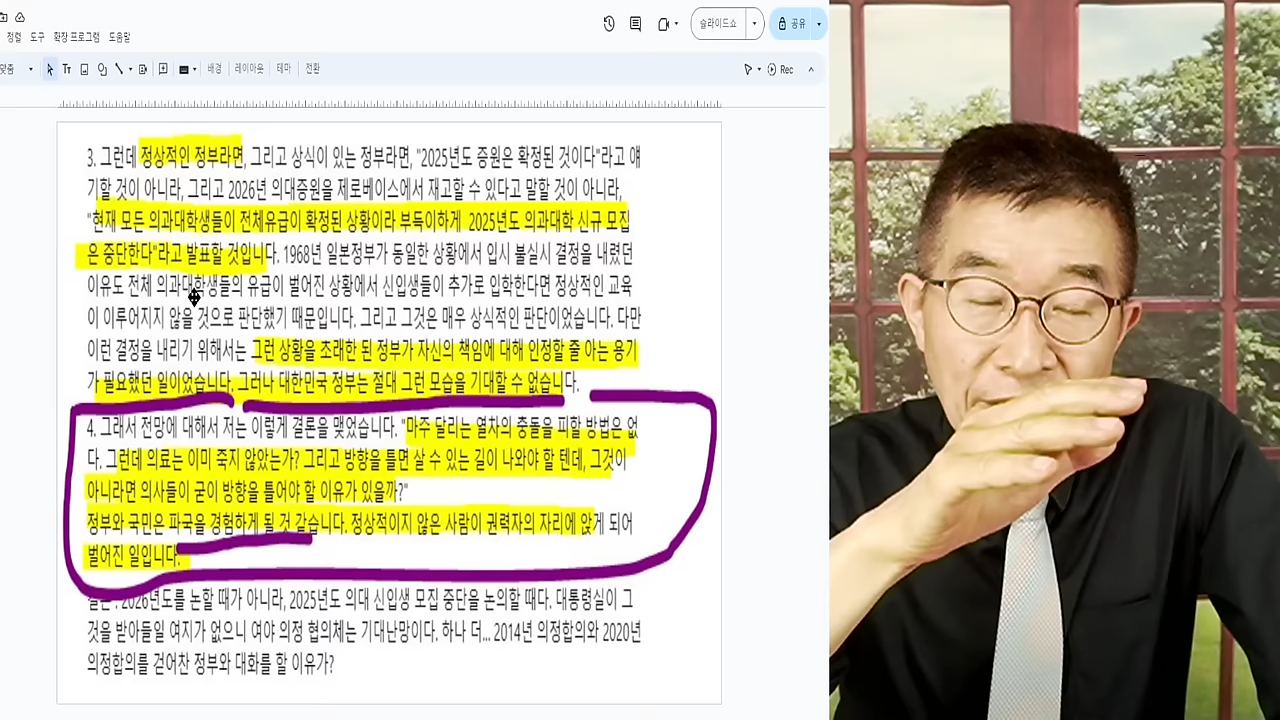 정렬 도구 확장 프로그램 도움말
슬라이드쇼
공유
맞춤
배경 레이아웃 테마 전환
Rec
3. 그런데 정상적인 정부라면, 그리고 상식이 있는 정부라면, "2025년도 증원은 확정된 것이다"라고 얘
기할 것이 아니라, 그리고 2026년 의대증원을 제로베이스에서 재고할 수 있다고 말할 것이 아니라,
"현재 모든 의과대학생들이 전체유급이 확정된 상황이라 부득이하게 2025년도 의과대학 신규 모집
은 중단한다"라고 발표할 것입니다. 1968년 일본정부가 동일한 상황에서 입시 불실시 결정을 내렸던
이유도 전체 의과대학생들의 유급이 벌어진 상황에서 신입생들이 추가로 입학한다면 정상적인 교육
이 이루어지지 않을 것으로 판단했기 때문입니다. 그리고 그것은 매우 상식적인 판단이었습니다. 다만
이런 결정을 내리기 위해서는 그런 상황을 초래한 된 정부가 자신의 책임에 대해 인정할 줄 아는 용기
가 필요했던 일이었습니다. 그러나 대한민국 정부는 절대 그런 모습을 기대할 수 없습니다.
4. 그래서 전망에 대해서 저는 이렇게 결론을 맺었습니다. "마주 달리는 열차의 충돌을 피할 방법은 없
다. 그런데 의료는 이미 죽지 않았는가? 그리고 방향을 틀면 살 수 있는 길이 나와야 할 텐데, 그것이
아니라면 의사들이 굳이 방향을 틀어야 할 이유가 있을까?"
정부와 국민은 파국을 경험하게 될 것 같습니다. 정상적이지 않은 사람이 권력자의 자리에 앉게 되어
벌어진 일입니다.
: 2026년도를 논할 때가 아니라, 2025년도 의대 신입생 모집 중단을 논의할 때다. 대통령실이 그
것을 받아들일 여지가 없으니 여야 의정 협의체는 기대난망이다. 하나 더... 2014년 의정합의와 2020년
의정합의를 걷어찬 정부와 대화를 할 이유가?